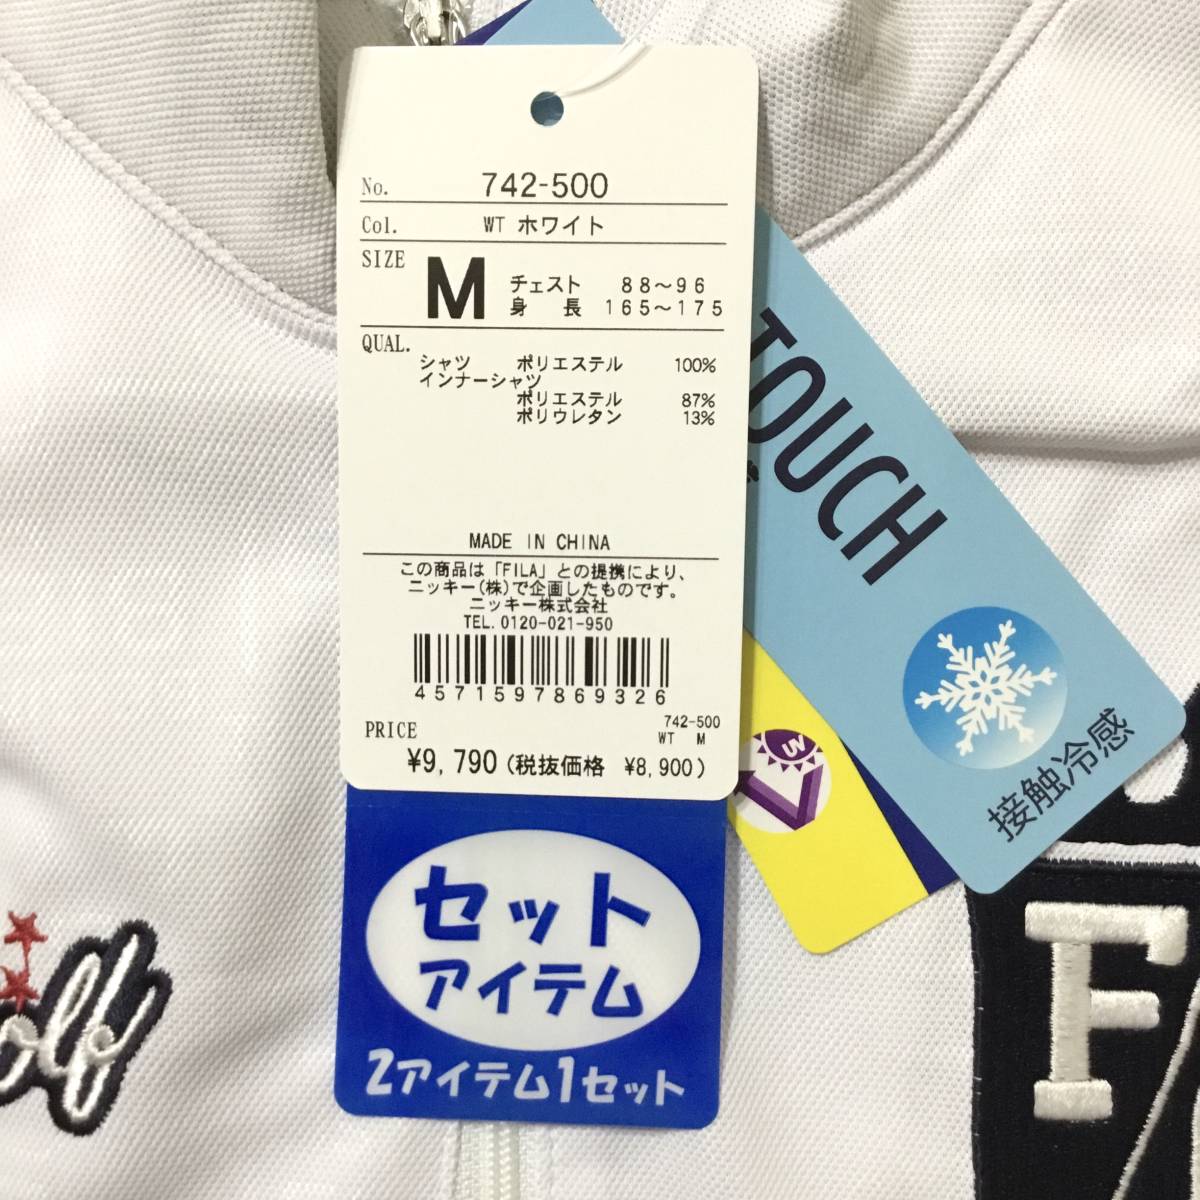 No. 742-500
Col. WT ホワイト
SIZE M チェスト 88～96
身 長 165～175
QUAL.
シャツ ポリエステル 100%
インナーシャツ
ポリエステル 87%
ポリウレタン 13%
MADE IN CHINA
この商品は「FILA」との提携により、
ニッキー(株)で企画したものです。
ニッキー株式会社
TEL. 0120-021-950
4571597869326
PRICE
742-500
WT M
¥9,790 (税抜価格 ¥8,900)
TOUCH
接触冷感
UV
セット
アイテム
2アイテム1セット
F